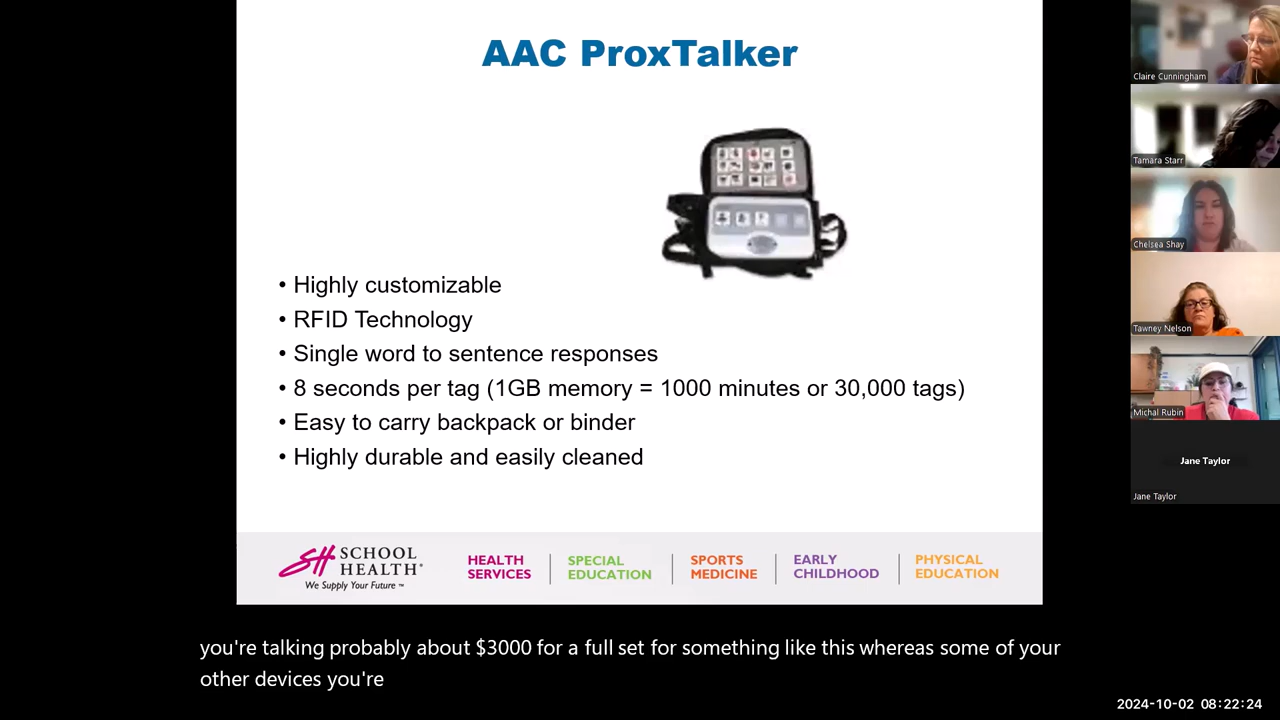 AAC ProxTalker
• Highly customizable
• RFID Technology
• Single word to sentence responses
• 8 seconds per tag (1GB memory = 1000 minutes or 30,000 tags)
• Easy to carry backpack or binder
• Highly durable and easily cleaned
SH SCHOOL
HEALTH®
We Supply Your Future ™
HEALTH
SERVICES
SPECIAL
EDUCATION
SPORTS
MEDICINE
EARLY
CHILDHOOD
PHYSICAL
EDUCATION
Claire Cunningham
Tamara Starr
Chelsea Shay
Tawney Nelson
Michal Rubin
Jane Taylor
Jane Taylor
you're talking probably about $3000 for a full set for something like this whereas some of your
other devices you're
2024-10-02 08:22:24